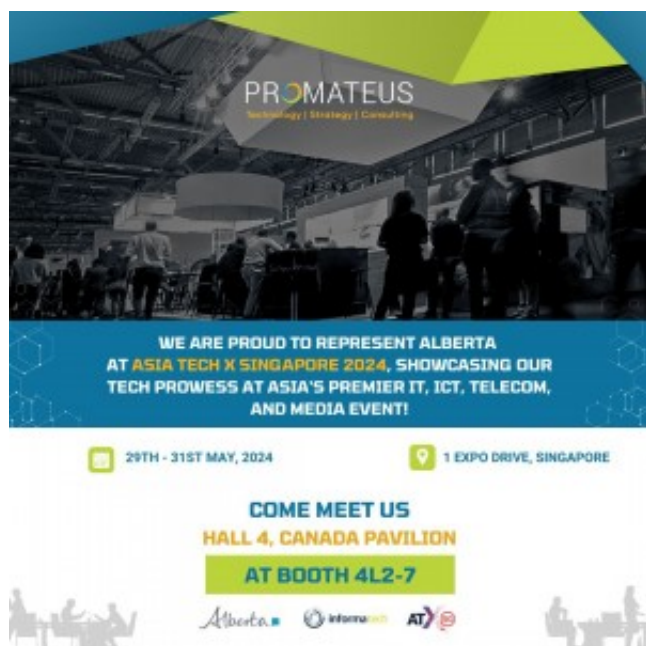 PROMATEUS
Technology | Strategy | Consulting
WE ARE PROUD TO REPRESENT ALBERTA
AT ASIA TECH X SINGAPORE 2024, SHOWCASING OUR
TECH PROWESS AT ASIA'S PREMIER IT, ICT, TELECOM,
AND MEDIA EVENT!
29TH - 31ST MAY, 2024
1 EXPO DRIVE, SINGAPORE
COME MEET US
HALL 4, CANADA PAVILION
AT BOOTH 4L2-7
Alberta
informatech
ATX